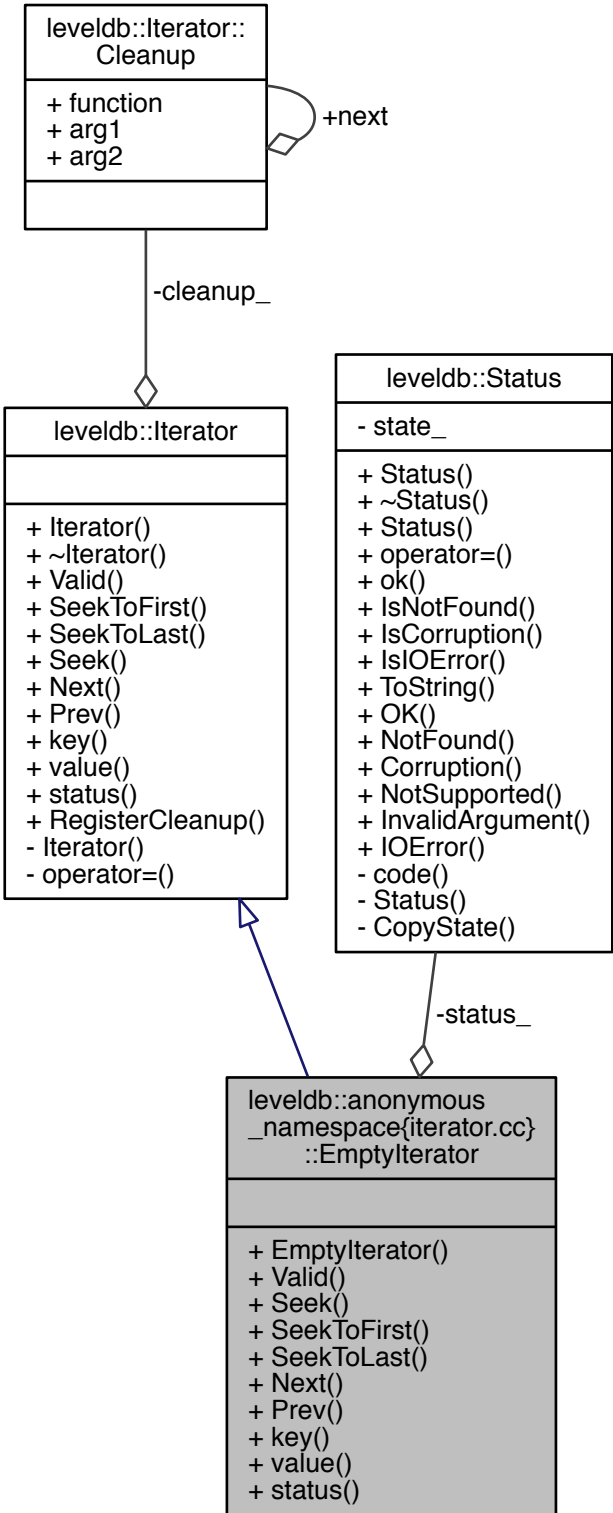 leveldb::Iterator::
Cleanup
+ function
+ arg1
+ arg2
+next
-cleanup_
leveldb::Iterator
+ Iterator()
+ ~Iterator()
+ Valid()
+ SeekToFirst()
+ SeekToLast()
+ Seek()
+ Next()
+ Prev()
+ key()
+ value()
+ status()
+ RegisterCleanup()
- Iterator()
- operator=()
leveldb::Status
- state_
+ Status()
+ ~Status()
+ Status()
+ operator=()
+ ok()
+ IsNotFound()
+ IsCorruption()
+ IsIOError()
+ ToString()
+ OK()
+ NotFound()
+ Corruption()
+ NotSupported()
+ InvalidArgument()
+ IOError()
- code()
- Status()
- CopyState()
-status_
leveldb::anonymous
_namespace{iterator.cc}
::EmptyIterator
+ EmptyIterator()
+ Valid()
+ Seek()
+ SeekToFirst()
+ SeekToLast()
+ Next()
+ Prev()
+ key()
+ value()
+ status()